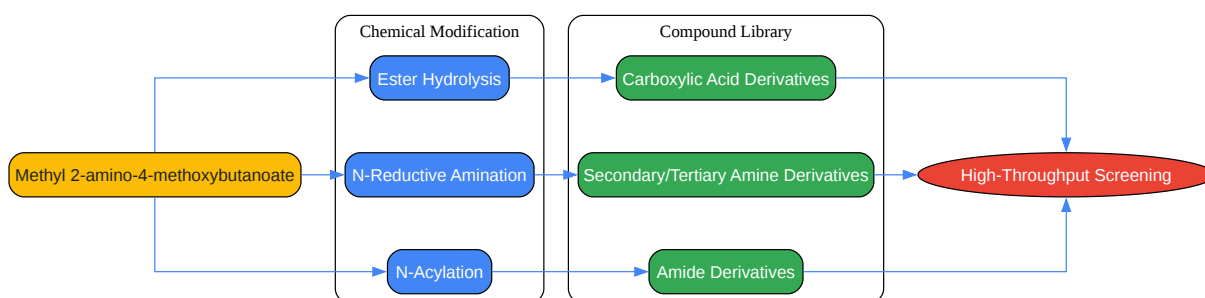 Chemical Modification
Compound Library
Ester Hydrolysis
Carboxylic Acid Derivatives
Methyl 2-amino-4-methoxybutanoate
N-Reductive Amination
Secondary/Tertiary Amine Derivatives
High-Throughput Screening
N-Acylation
Amide Derivatives